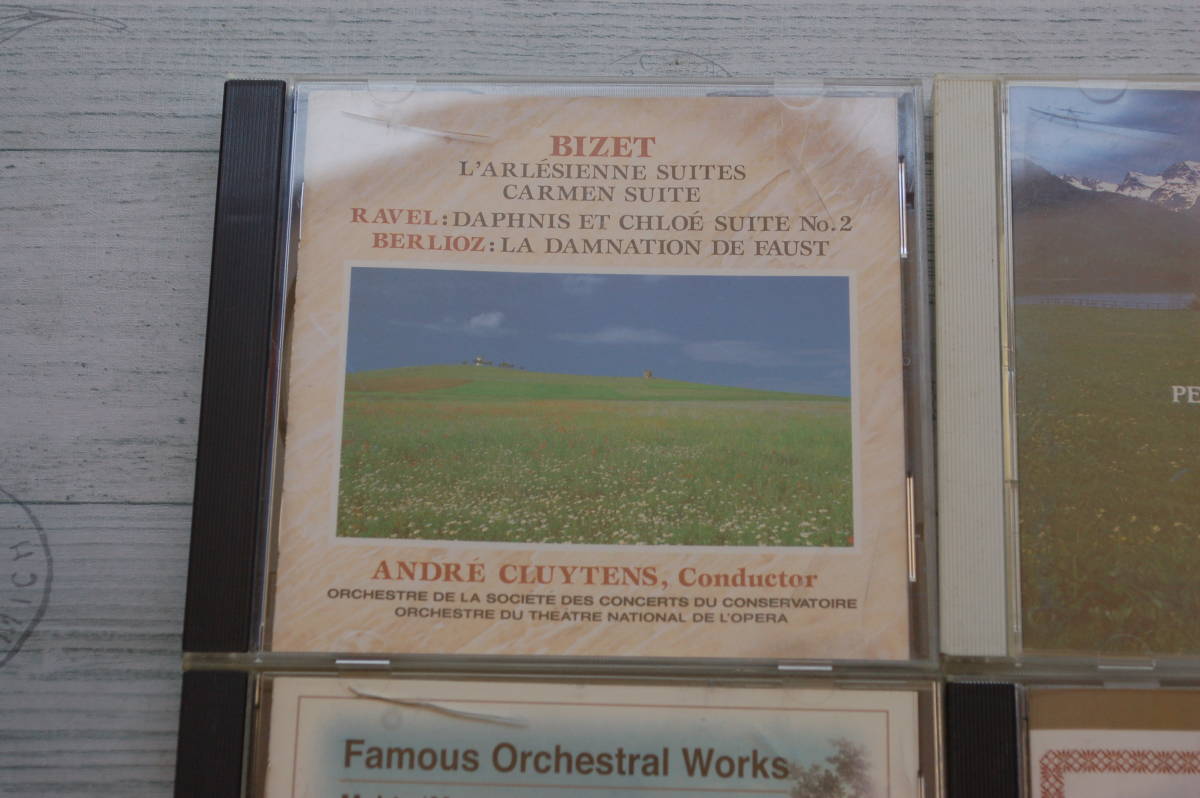 BIZET
L'ARLÉSIENNE SUITES
CARMEN SUITE
RAVEL: DAPHNIS ET CHLOÉ SUITE No. 2
BERLIOZ: LA DAMNATION DE FAUST
ANDRÉ CLUYTENS, Conductor
ORCHESTRE DE LA SOCIÉTÉ DES CONCERTS DU CONSERVATOIRE
ORCHESTRE DU THEATRE NATIONAL DE L'OPERA
PE
Famous Orchestral Works